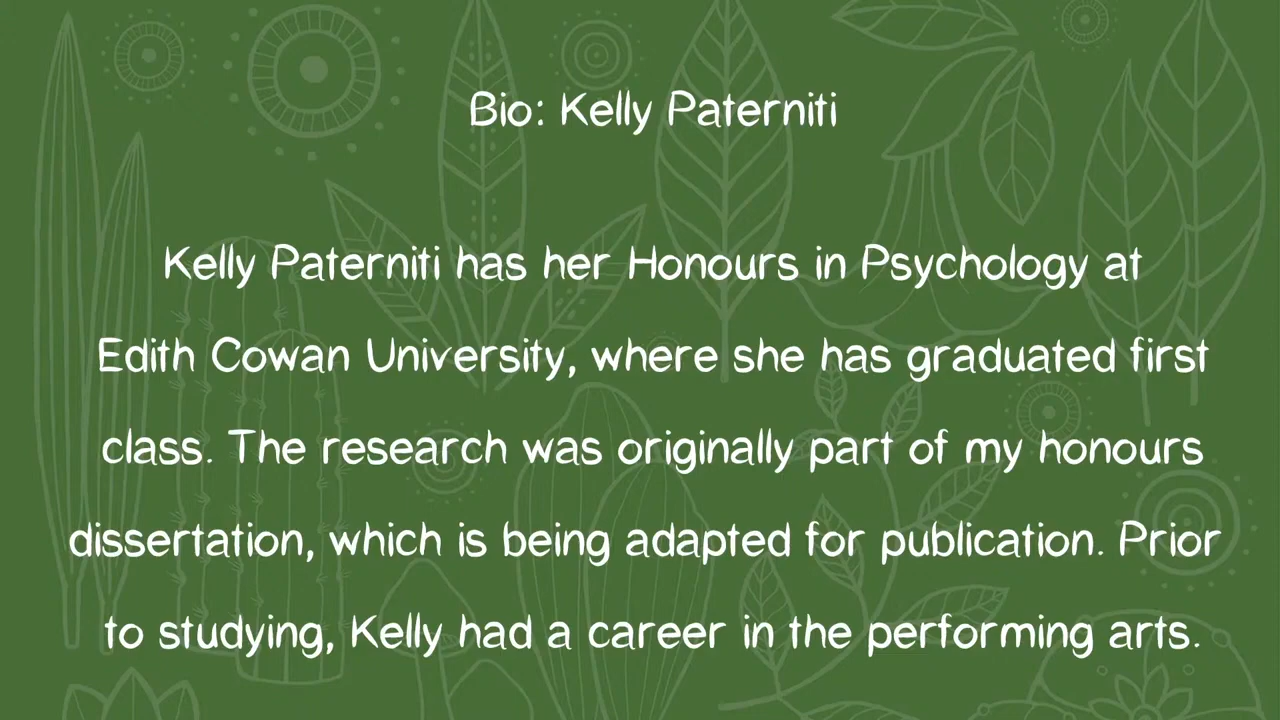 Bio: Kelly Paterniti
Kelly Paterniti has her Honours in Psychology at
Edith Cowan University, where she has graduated first
class. The research was originally part of my honours
dissertation, which is being adapted for publication. Prior
to studying, Kelly had a career in the performing arts.